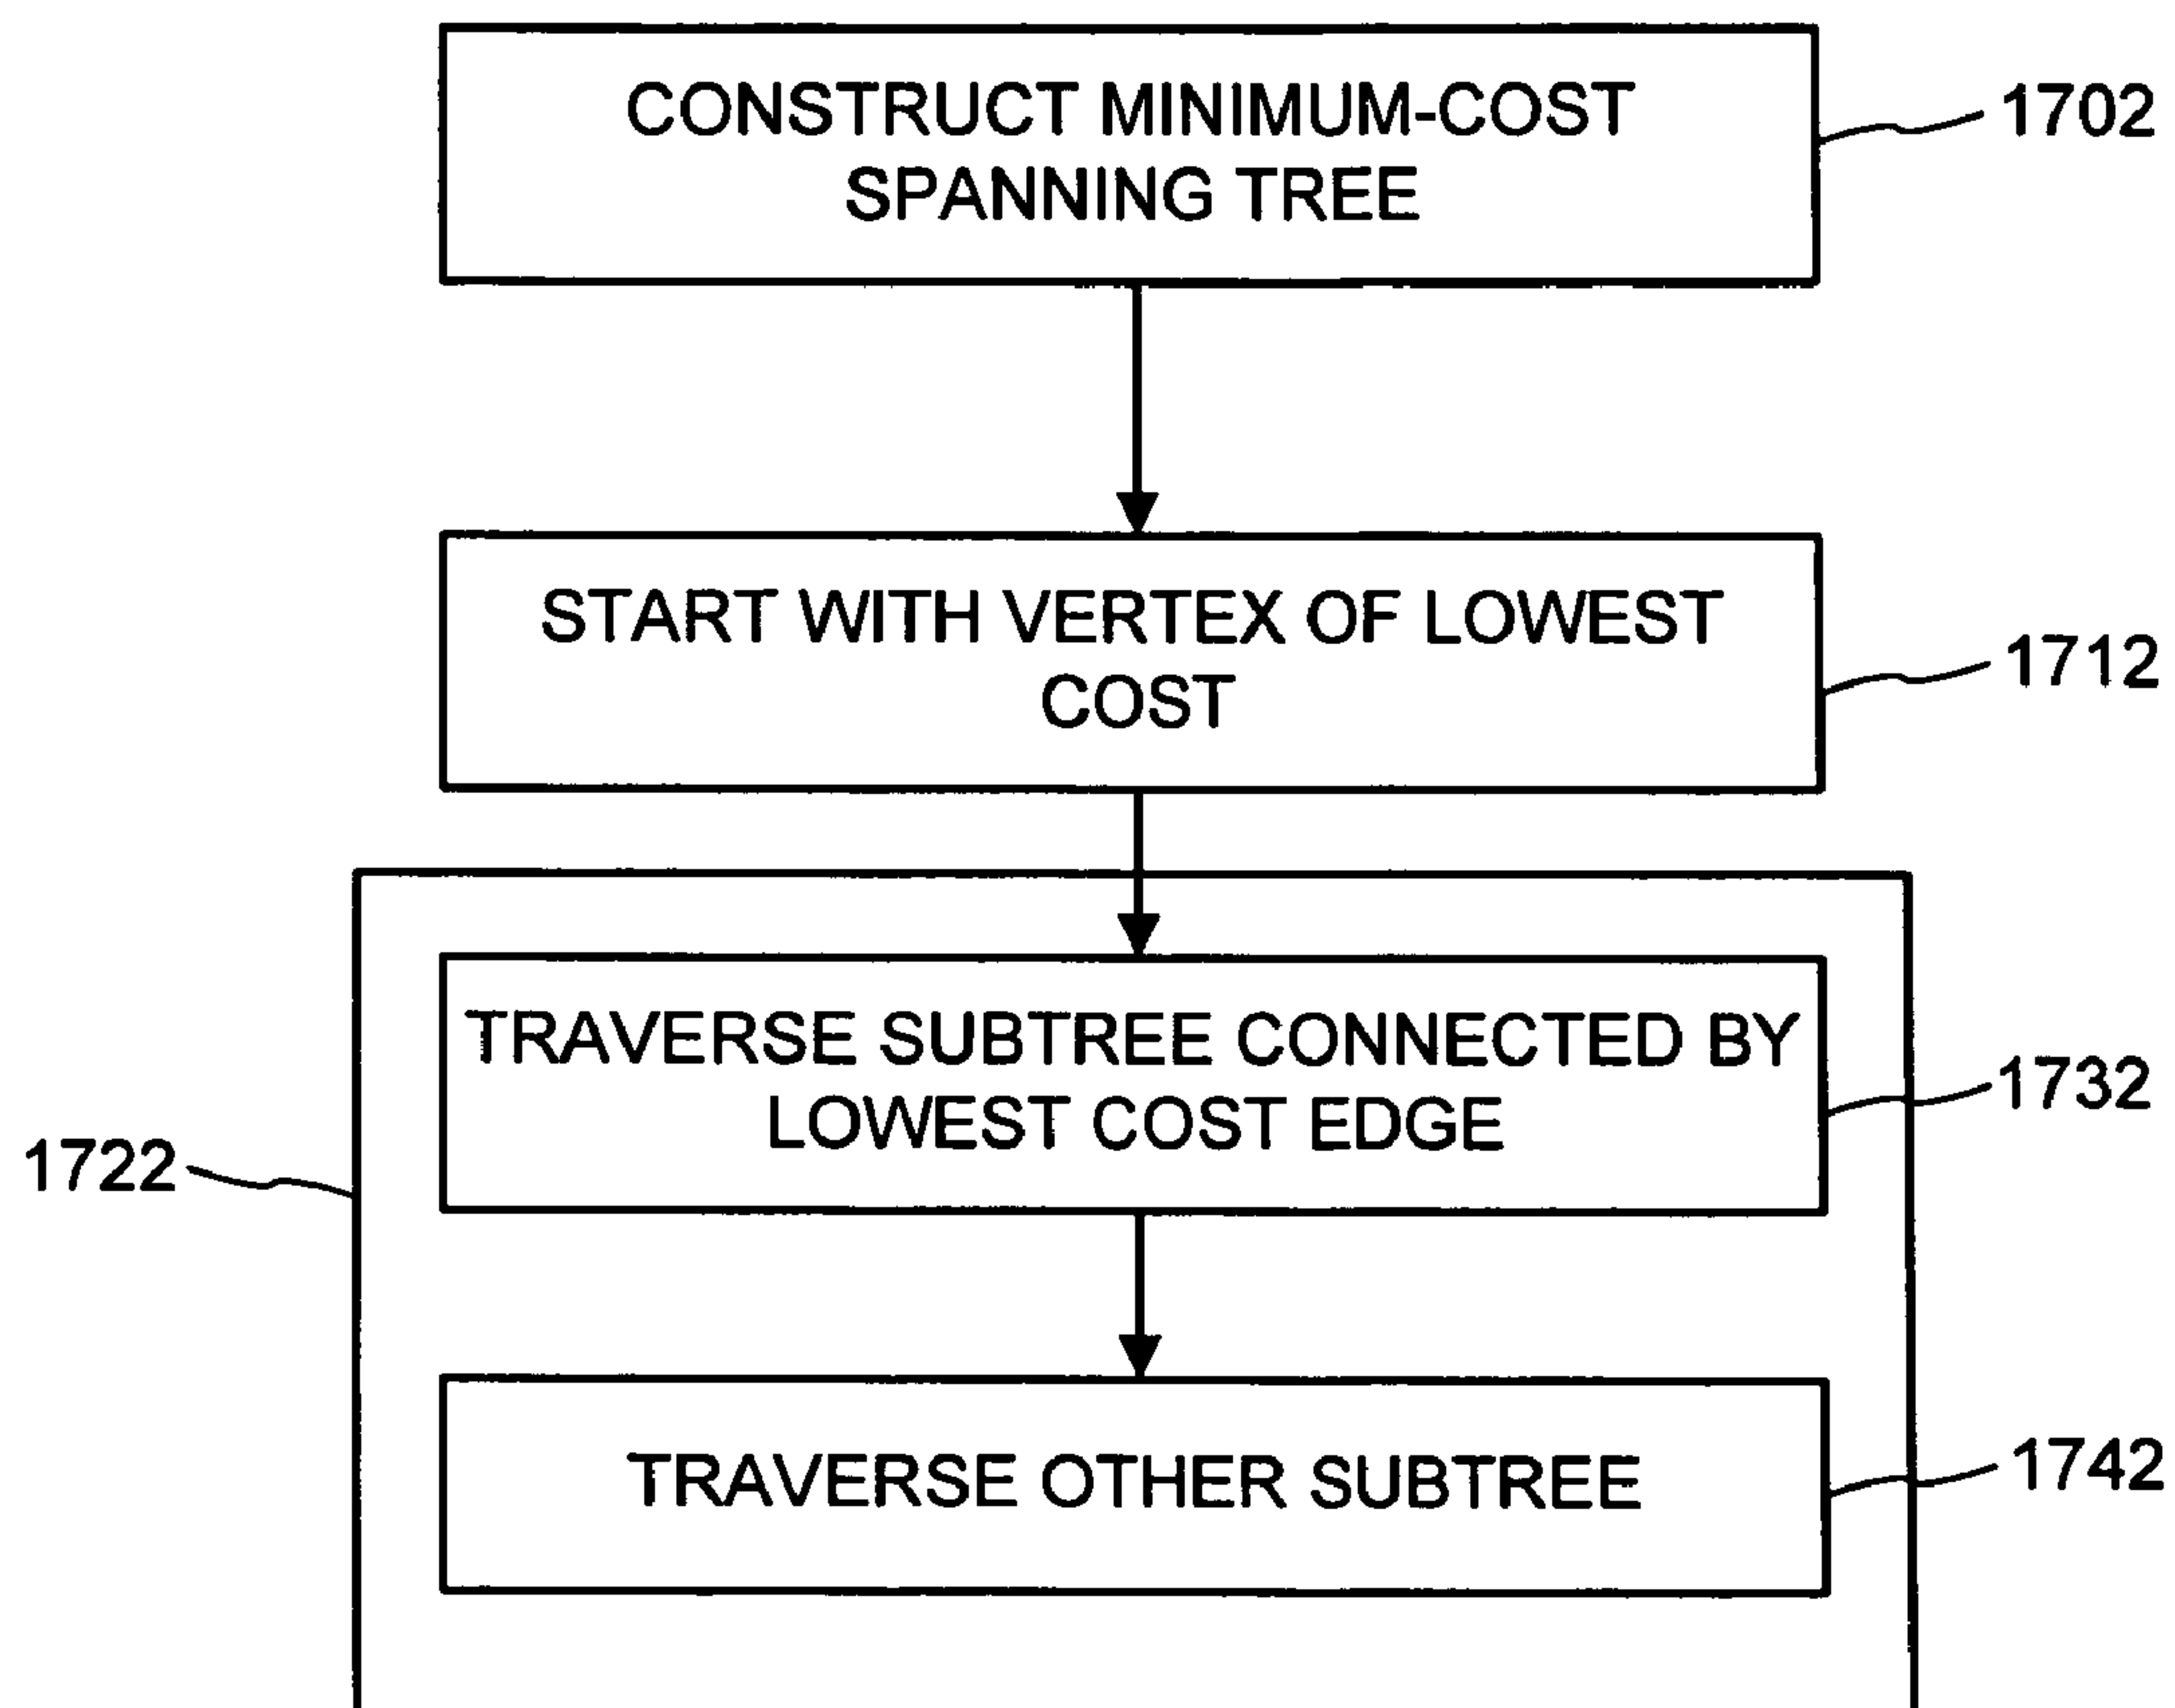 CONSTRUCT MINIMUM-COST
SPANNING TREE
1702
START WITH VERTEX OF LOWEST
COST
1712
TRAVERSE SUBTREE CONNECTED BY
LOWEST COST EDGE
1732
1722
TRAVERSE OTHER SUBTREE
1742